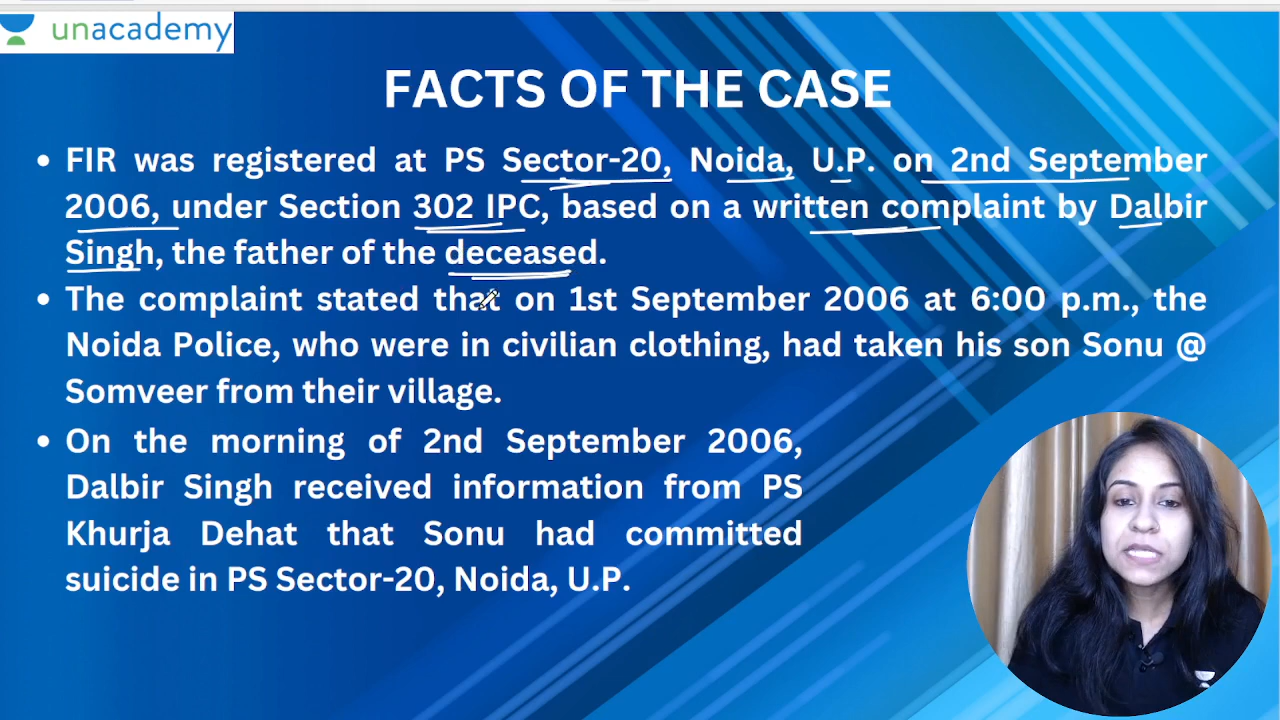 unacademy
FACTS OF THE CASE
• FIR was registered at PS Sector-20, Noida, U.P. on 2nd September
2006, under Section 302 IPC, based on a written complaint by Dalbir
Singh, the father of the deceased.
• The complaint stated that on 1st September 2006 at 6:00 p.m., the
Noida Police, who were in civilian clothing, had taken his son Sonu @
Somveer from their village.
• On the morning of 2nd September 2006,
Dalbir Singh received information from PS
Khurja Dehat that Sonu had committed
suicide in PS Sector-20, Noida, U.P.